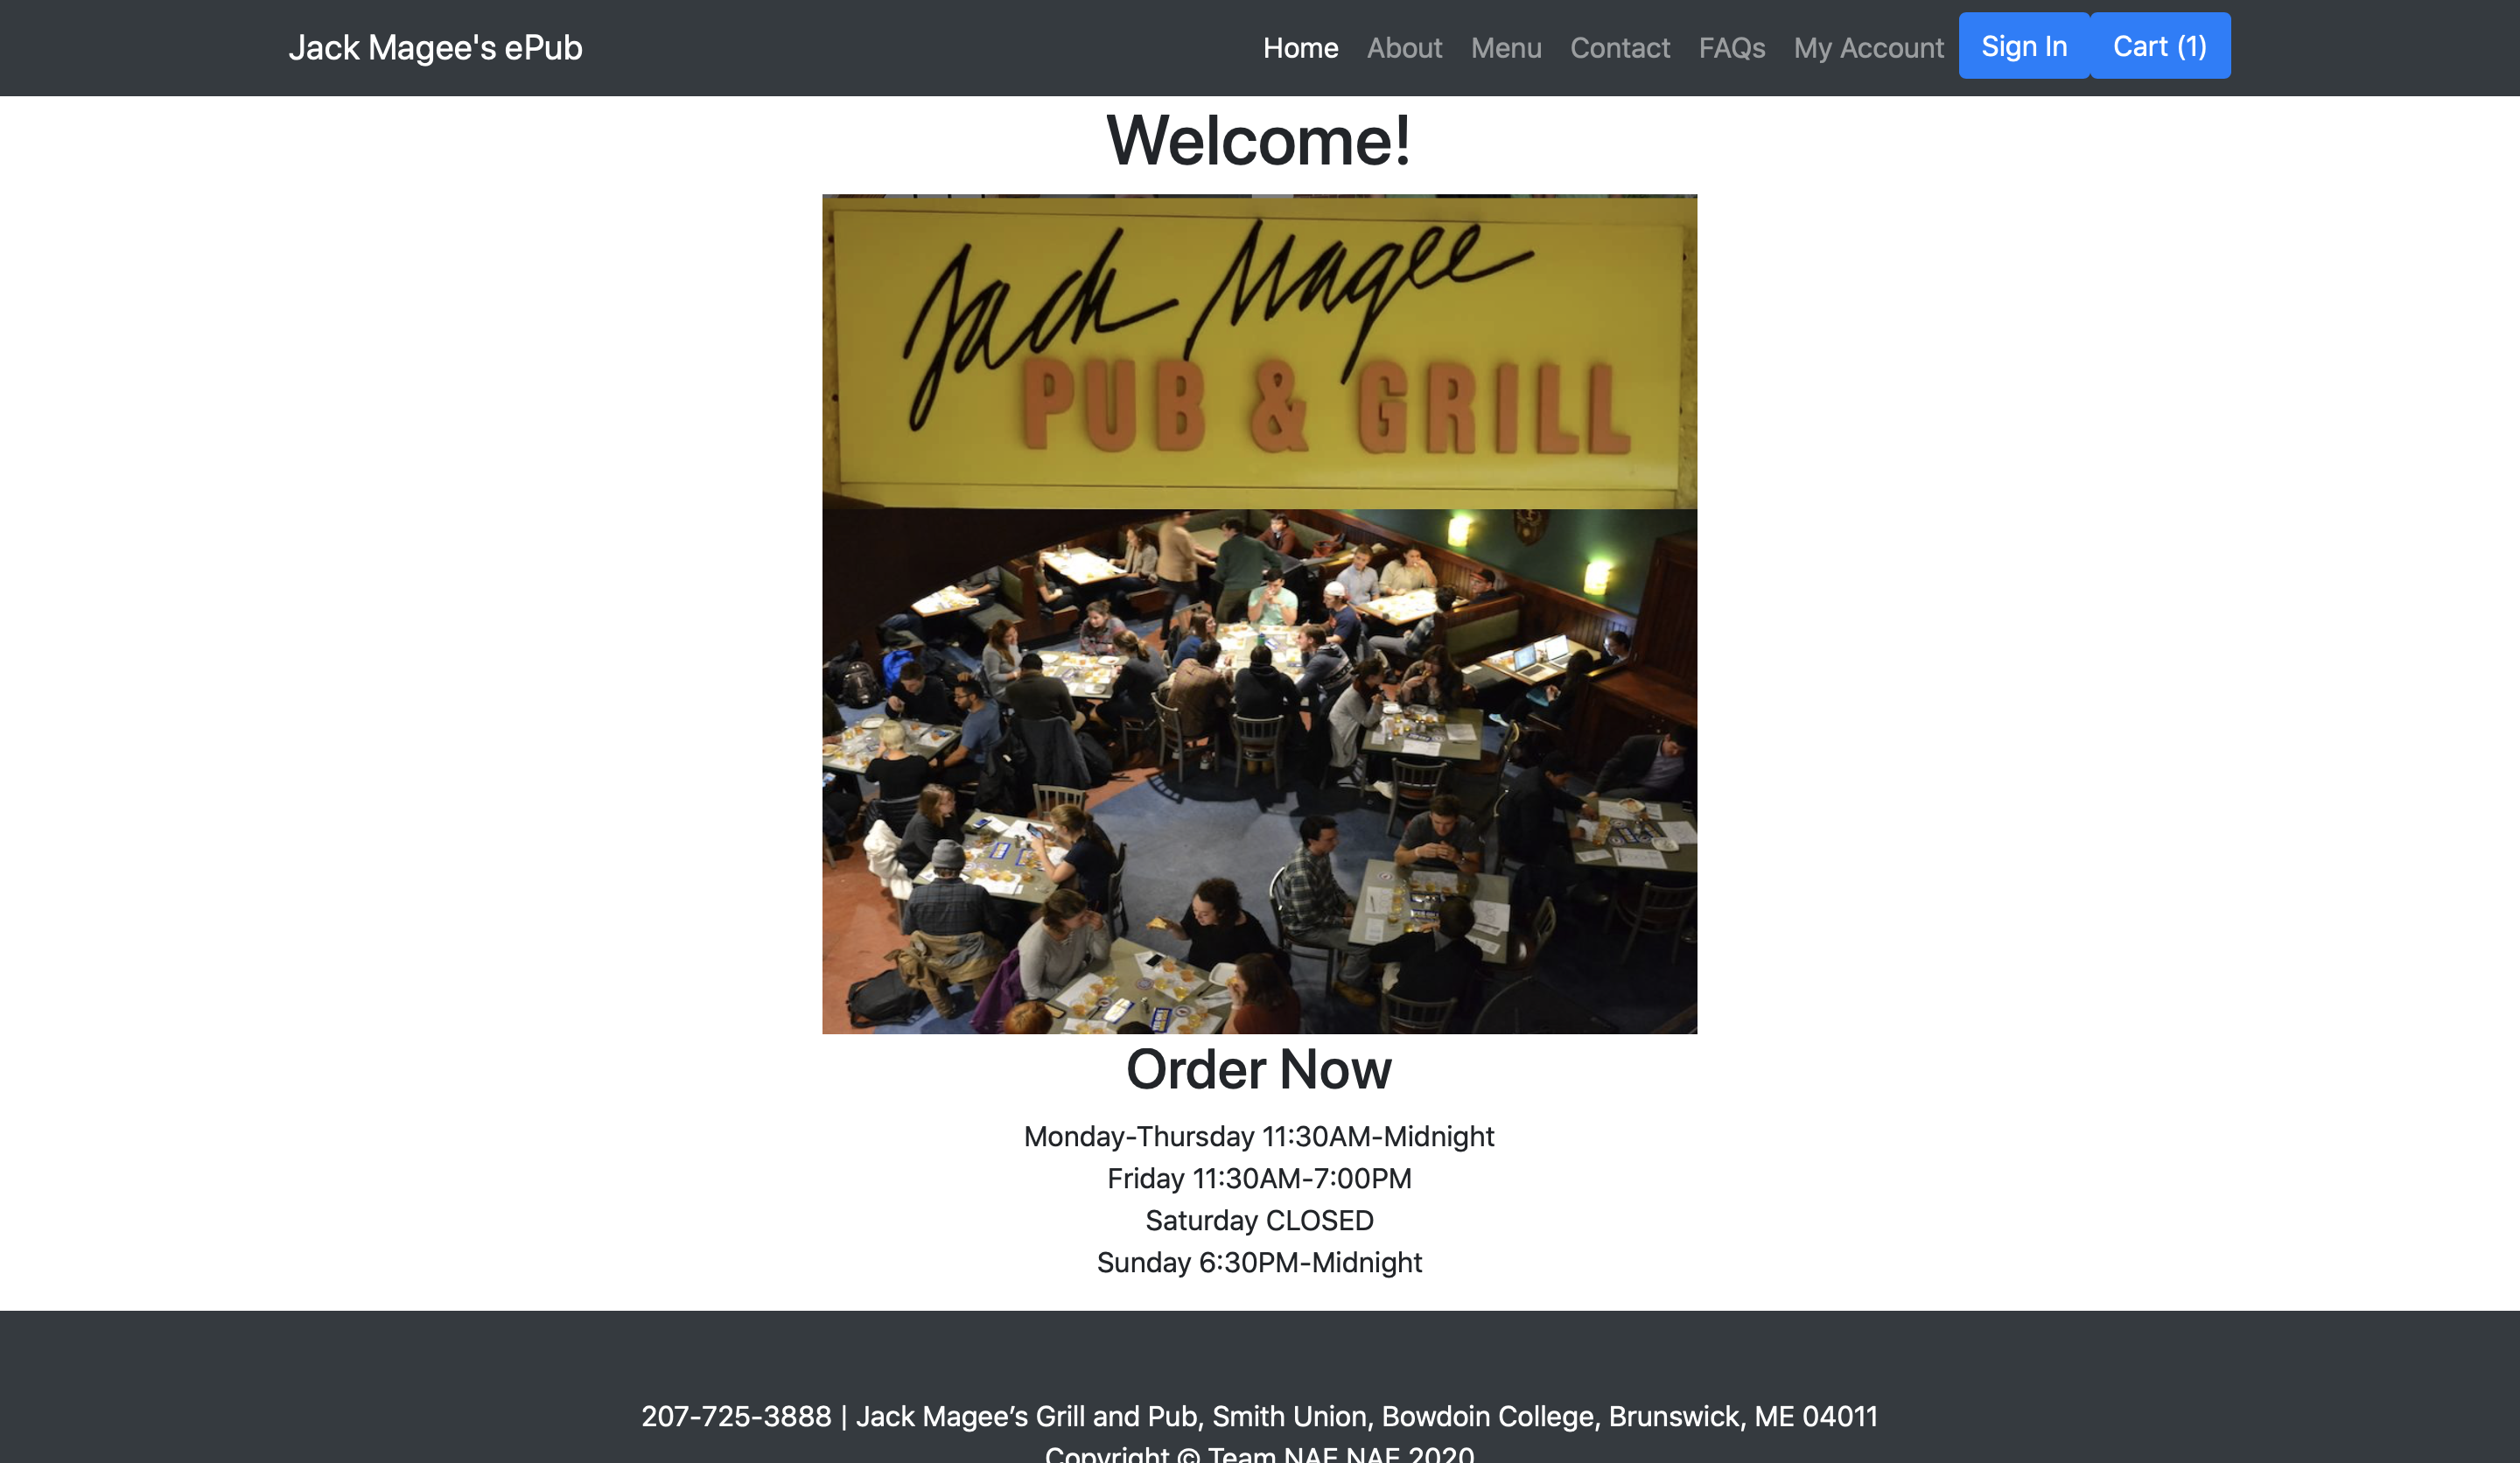 Jack Magee's ePub Home About Menu Contact FAQs My Account Sign In Cart (1)
Welcome!
Jack Magee
PUB & GRILL
Order Now
Monday-Thursday 11:30AM-Midnight
Friday 11:30AM-7:00PM
Saturday CLOSED
Sunday 6:30PM-Midnight
207-725-3888 | Jack Magee’s Grill and Pub, Smith Union, Bowdoin College, Brunswick, ME 04011
Copyright © Team NAE NAE 2020